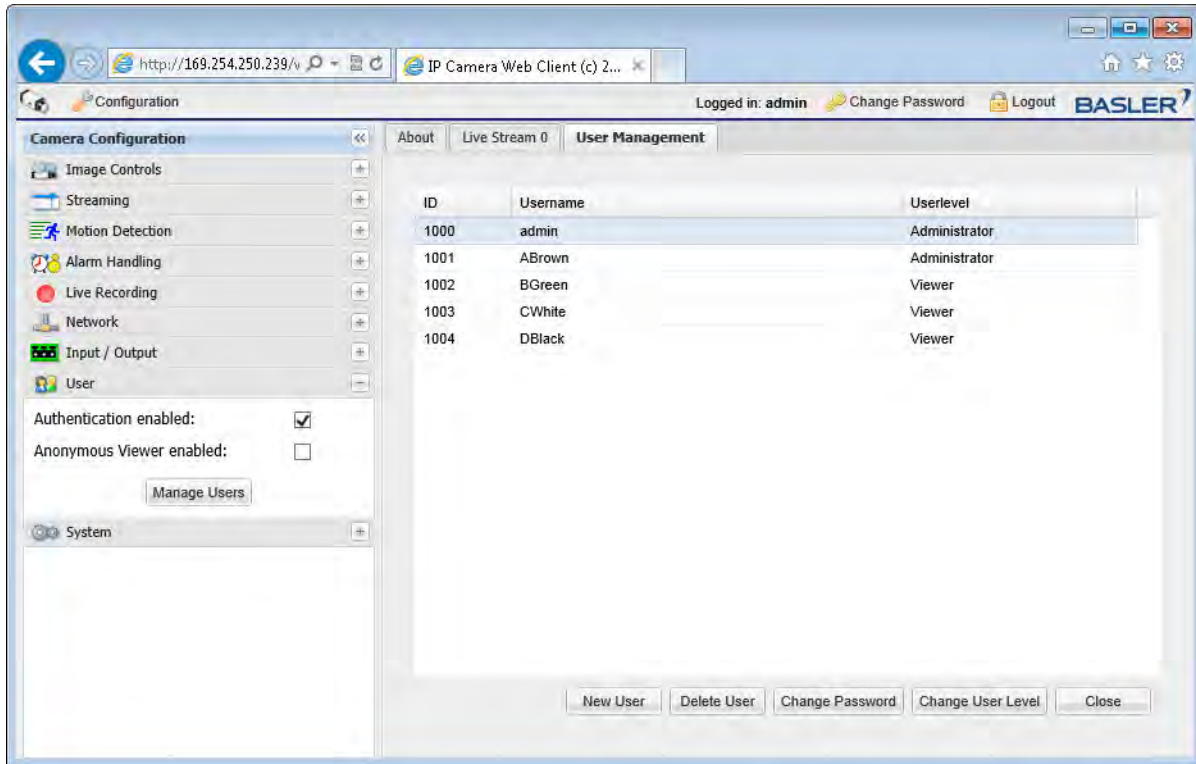 http://169.254.250.239/v
IP Camera Web Client (c) 2...
Configuration
Logged in: admin
Change Password
Logout
BASLER
Camera Configuration
Image Controls
Streaming
Motion Detection
Alarm Handling
Live Recording
Network
Input / Output
User
Authentication enabled:
Anonymous Viewer enabled:
Manage Users
System
About
Live Stream 0
User Management
ID Username Userlevel
1000 admin Administrator
1001 ABrown Administrator
1002 BGreen Viewer
1003 CWhite Viewer
1004 DBlack Viewer
New User
Delete User
Change Password
Change User Level
Close